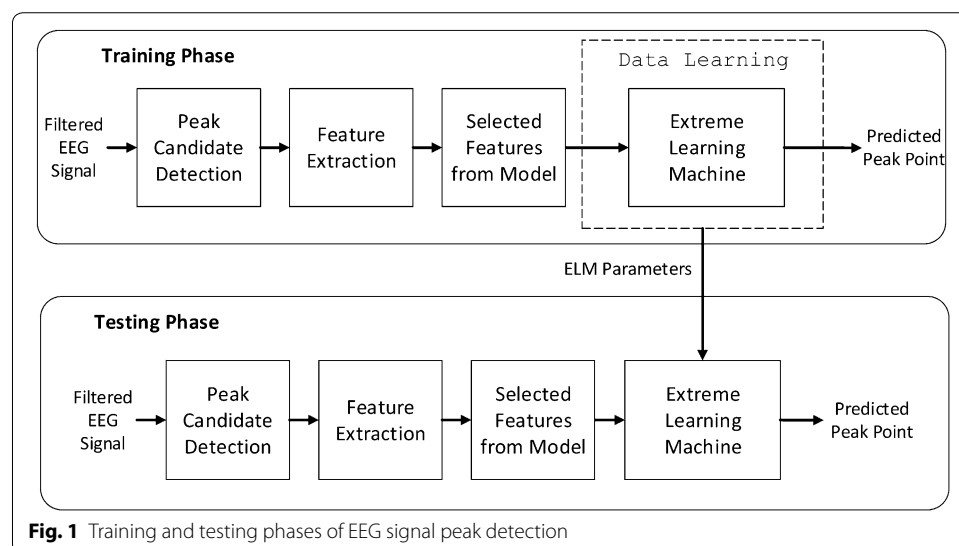 Training Phase
Data Learning
Filtered
EEG
Signal
Peak
Candidate
Detection
Feature
Extraction
Selected
Features
from Model
Extreme
Learning
Machine
Predicted
Peak Point
ELM Parameters
Testing Phase
Filtered
EEG
Signal
Peak
Candidate
Detection
Feature
Extraction
Selected
Features
from Model
Extreme
Learning
Machine
Predicted
Peak Point
Fig. 1 Training and testing phases of EEG signal peak detection